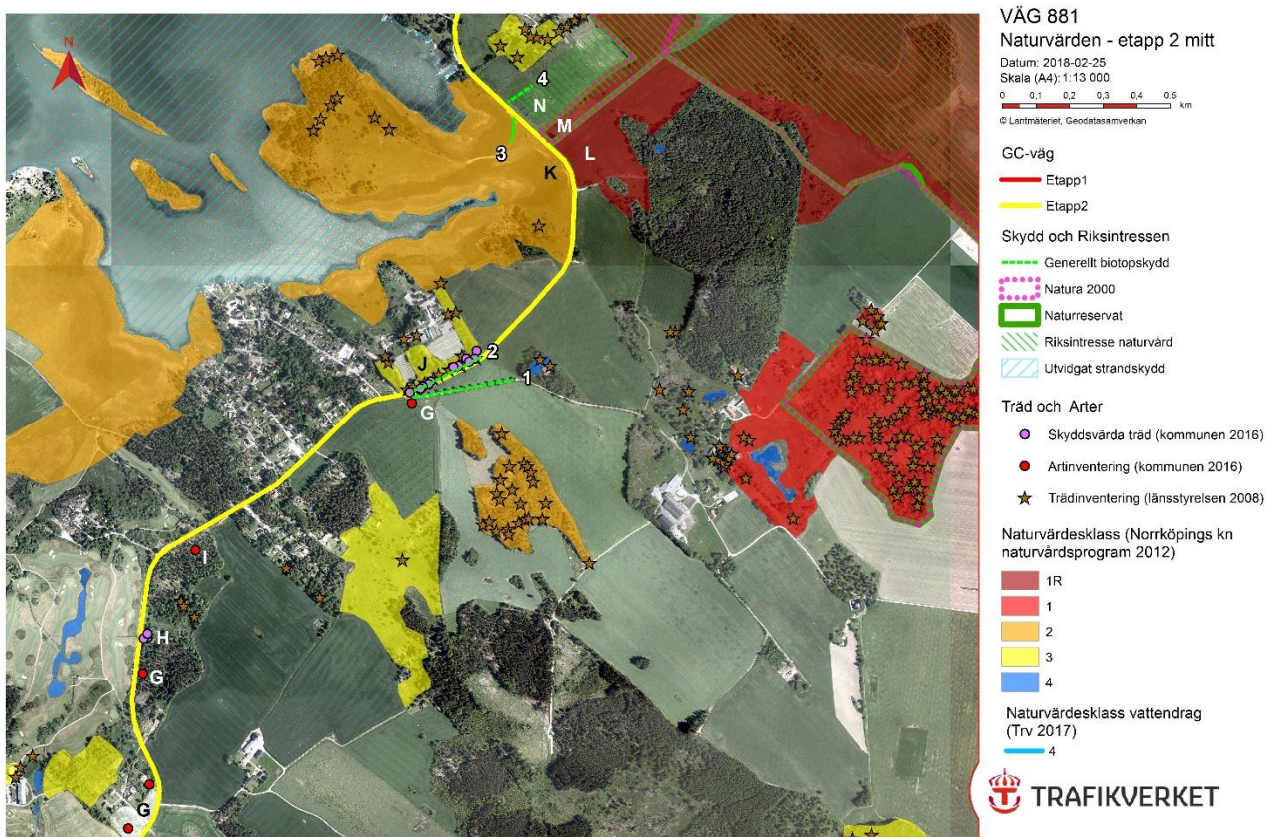 VÄG 881
Naturvärden - etapp 2 mitt
Datum: 2018-02-25
Skala (A4): 1:13 000
0 0,1 0,2 0,3 0,4 0,5
km
© Lantmäteriet, Geodatasamverkan
GC-väg
Etapp1
Etapp2
Skydd och Riksintressen
Generellt biotopskydd
Natura 2000
Naturreservat
Riksintresse naturvård
Utvidgat strandskydd
Träd och Arter
Skyddsvärda träd (kommunen 2016)
Artinventering (kommunen 2016)
Trädinventering (länsstyrelsen 2008)
Naturvärdesklass (Norrköpings kn
naturvårdsprogram 2012)
1R
1
2
3
4
Naturvärdesklass vattendrag
(Trv 2017)
4
TRAFIKVERKET
N
4
N
M
3
L
K
2
J
1
G
I
H
G
G